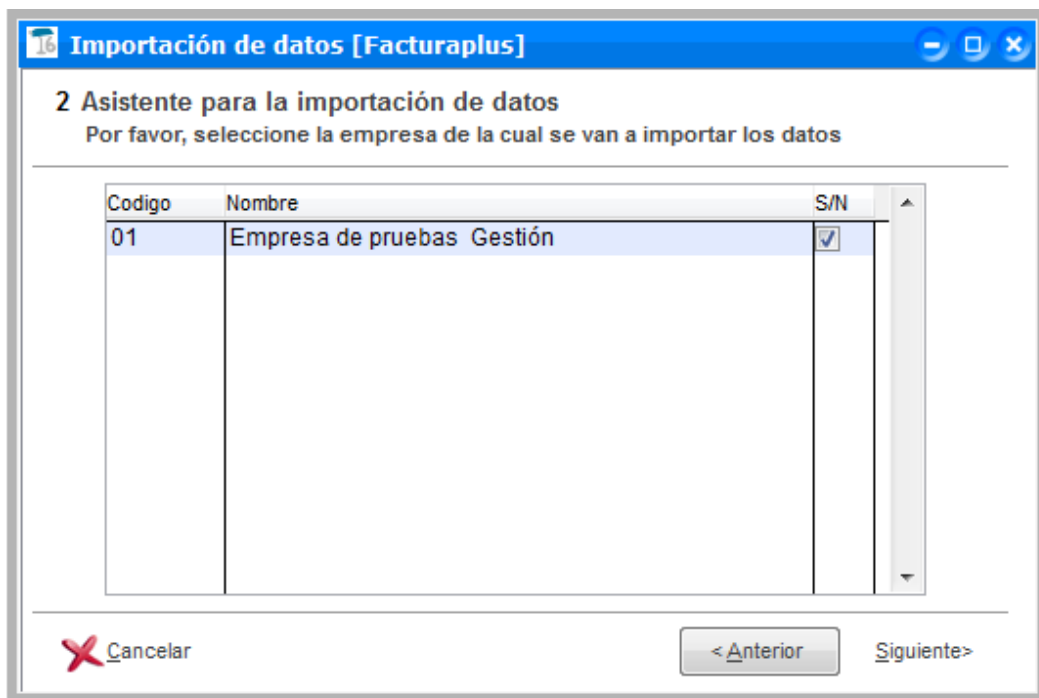 16 Importación de datos [Facturaplus]
2 Asistente para la importación de datos
Por favor, seleccione la empresa de la cual se van a importar los datos
Codigo Nombre S/N
01 Empresa de pruebas Gestión
Cancelar < Anterior Siguiente>